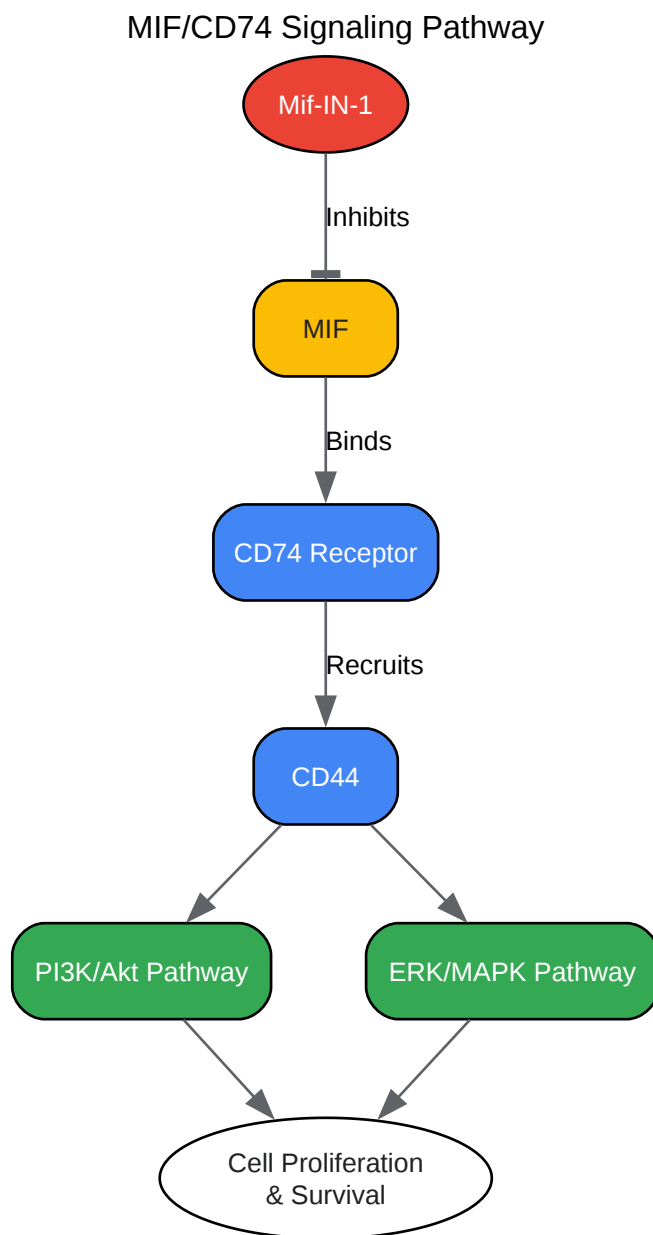 MIF/CD74 Signaling Pathway
Mif-IN-1
Inhibits
MIF
Binds
CD74 Receptor
Recruits
CD44
PI3K/Akt Pathway
ERK/MAPK Pathway
Cell Proliferation
& Survival